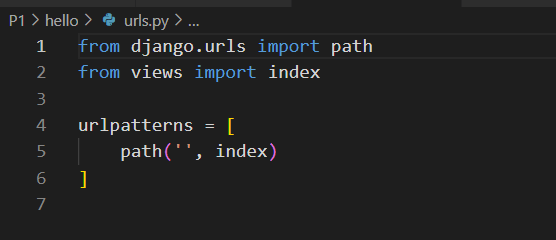 P1 > hello > urls.py > ...
1 from django.urls import path
2 from views import index
3
4 urlpatterns = [
5     path('', index)
6 ]
7